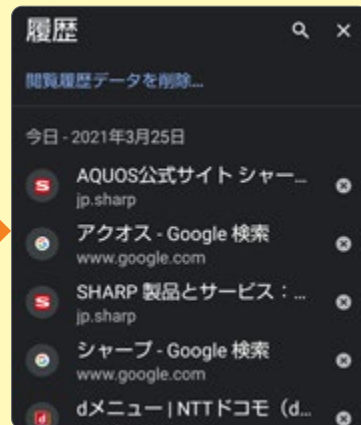 履歴
閲覧履歴データを削除...
今日 - 2021年3月25日
AQUOS公式サイト シャー...
jp.sharp
アクオス - Google 検索
www.google.com
SHARP 製品とサービス：...
jp.sharp
シャープ - Google 検索
www.google.com
dメニュー | NTTドコモ（d...